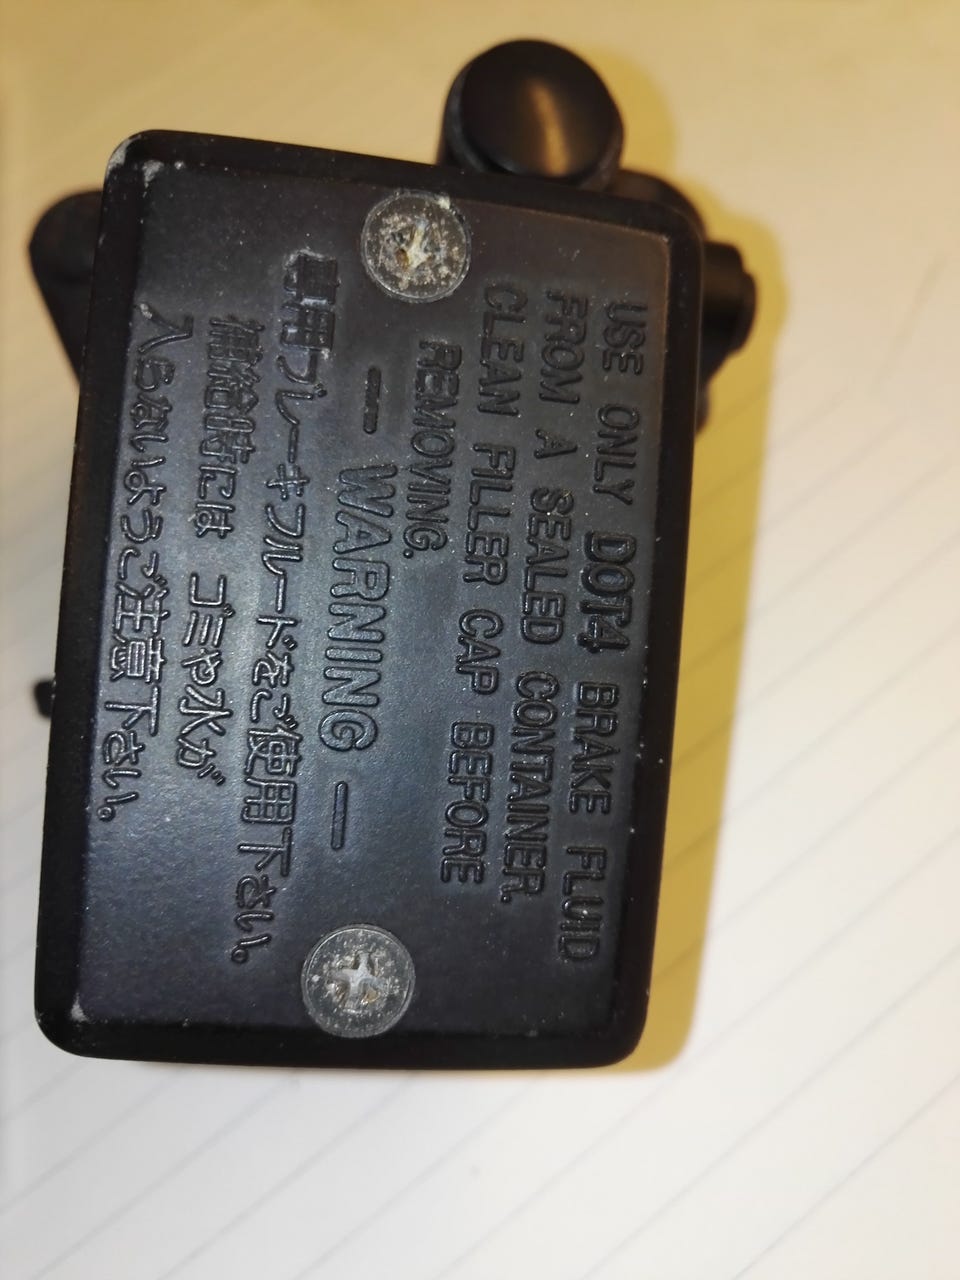 USE ONLY DOT4 BRAKE FLUID
FROM A SEALED CONTAINER.
CLEAN FILLER CAP BEFORE
REMOVING.
— WARNING —
専用ブレーキフルードをご使用下さい。
補給時には ゴミや水が
入らないようご注意下さい。